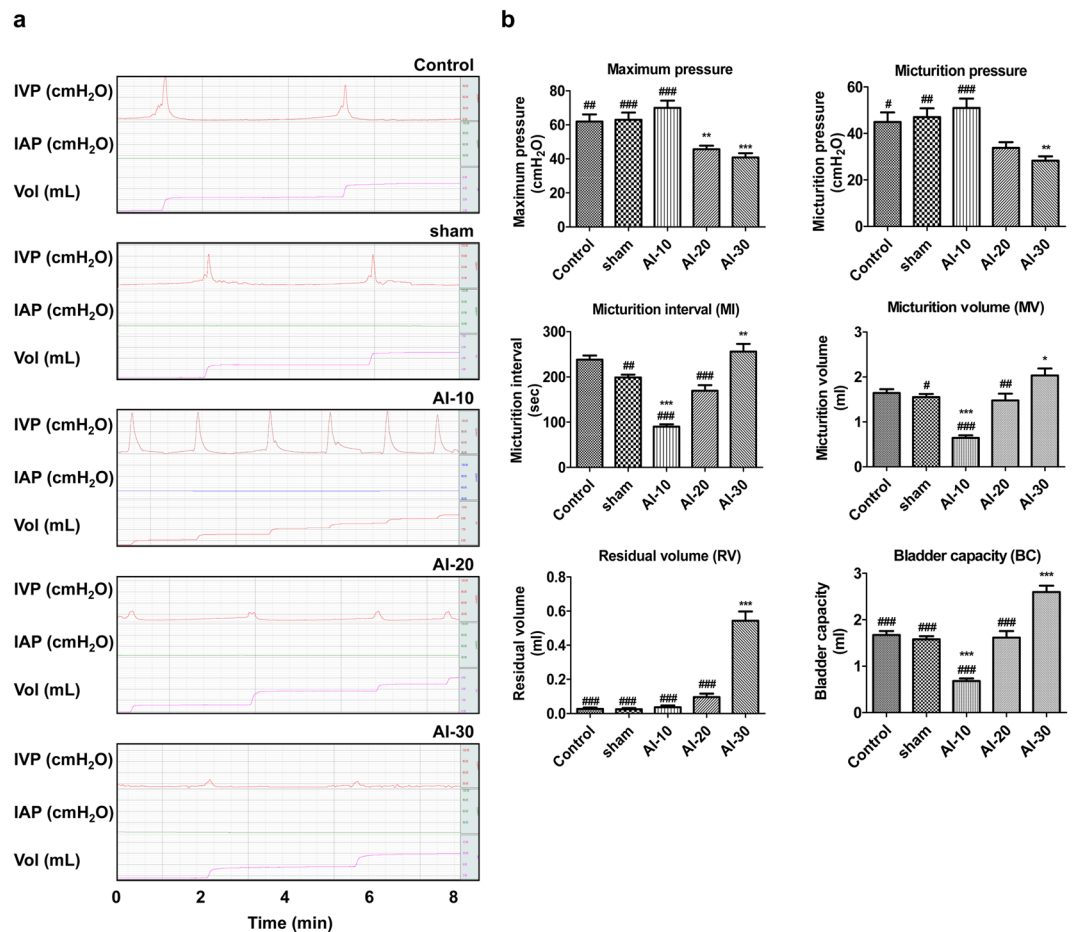 a
Control
IVP (cmH₂O)
IAP (cmH₂O)
Vol (mL)
sham
IVP (cmH₂O)
IAP (cmH₂O)
Vol (mL)
AI-10
IVP (cmH₂O)
IAP (cmH₂O)
Vol (mL)
AI-20
IVP (cmH₂O)
IAP (cmH₂O)
Vol (mL)
AI-30
IVP (cmH₂O)
IAP (cmH₂O)
Vol (mL)
0 2 4 6 8
Time (min)
b
Maximum pressure
Maximum pressure
(cmH₂O)
80
60
40
20
0
## ### ### ** ***
Control sham AI-10 AI-20 AI-30
Micturition pressure
Micturition pressure
(cmH₂O)
60
40
20
0
# ## ### **
Control sham AI-10 AI-20 AI-30
Micturition interval (MI)
Micturition interval
(sec)
300
200
100
0
## *** ### ### **
Control sham AI-10 AI-20 AI-30
Micturition volume (MV)
Micturition volume
(ml)
3
2
1
0
# *** ### ## *
Control sham AI-10 AI-20 AI-30
Residual volume (RV)
Residual volume
(ml)
0.8
0.6
0.4
0.2
0.0
### ### ### ### ***
Control sham AI-10 AI-20 AI-30
Bladder capacity (BC)
Bladder capacity
(ml)
3
2
1
0
### ### *** ### ### ***
Control sham AI-10 AI-20 AI-30